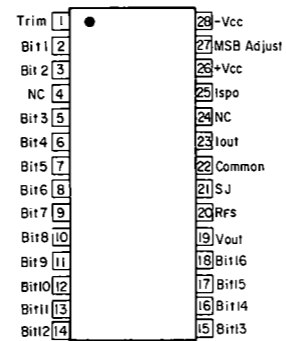 Trim 1
Bit1 2
Bit 2 3
NC 4
Bit3 5
Bit4 6
Bit5 7
Bit6 8
Bit7 9
Bit8 10
Bit9 11
Bit10 12
Bit11 13
Bit12 14
28 -Vcc
27 MSB Adjust
26 +Vcc
25 Ispo
24 NC
23 Iout
22 Common
21 SJ
20 RFS
19 Vout
18 Bit16
17 Bit15
16 Bit14
15 Bit13